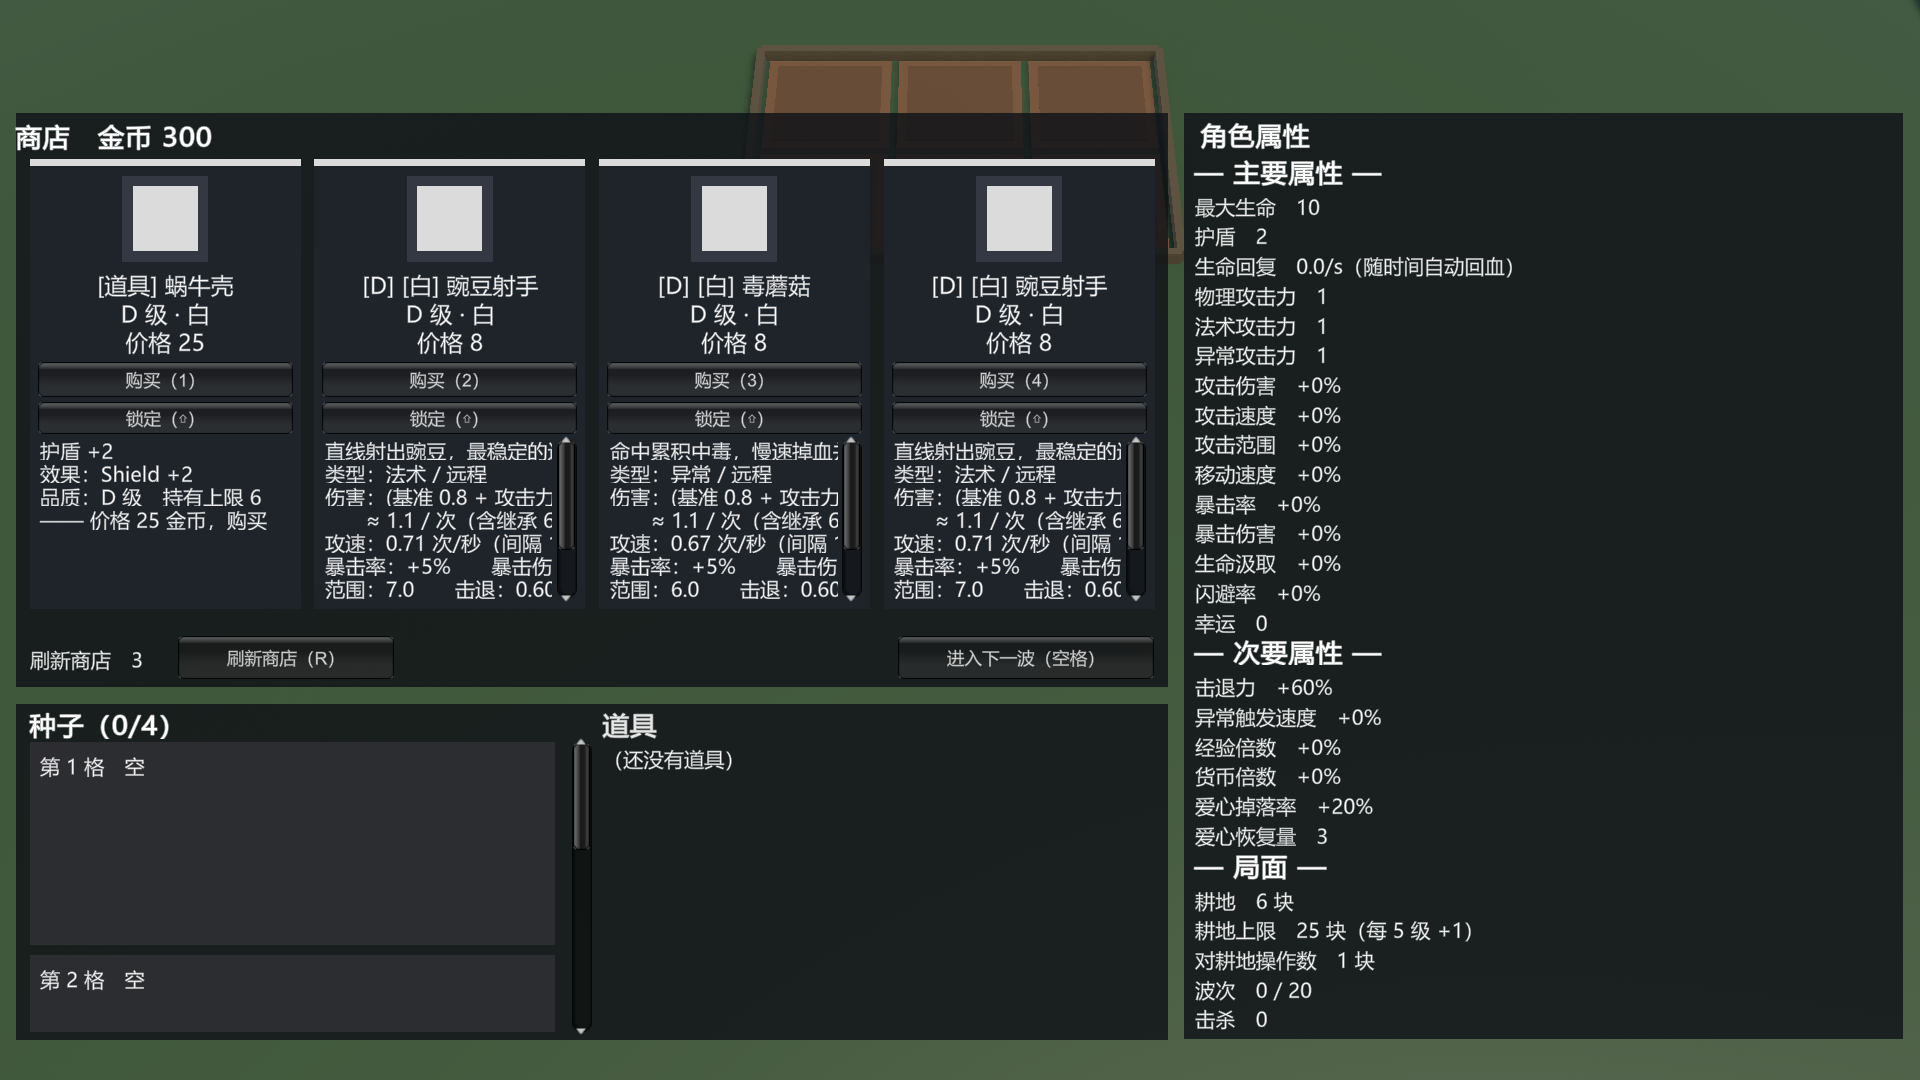 商店 金币 300
[道具] 蜗牛壳
D 级 · 白
价格 25
购买（1）
锁定（⇧）
护盾 +2
效果：Shield +2
品质：D 级 持有上限 6
—— 价格 25 金币，购买
[D] [白] 豌豆射手
D 级 · 白
价格 8
购买（2）
锁定（⇧）
直线射出豌豆，最稳定的
类型：法术 / 远程
伤害：(基准 0.8 + 攻击力
≈ 1.1 / 次（含继承 6
攻速：0.71 次/秒（间隔
暴击率：+5% 暴击伤
范围：7.0 击退：0.60
[D] [白] 毒蘑菇
D 级 · 白
价格 8
购买（3）
锁定（⇧）
命中累积中毒，慢速掉血
类型：异常 / 远程
伤害：(基准 0.8 + 攻击力
≈ 1.1 / 次（含继承 6
攻速：0.67 次/秒（间隔
暴击率：+5% 暴击伤
范围：6.0 击退：0.60
[D] [白] 豌豆射手
D 级 · 白
价格 8
购买（4）
锁定（⇧）
直线射出豌豆，最稳定的
类型：法术 / 远程
伤害：(基准 0.8 + 攻击力
≈ 1.1 / 次（含继承 6
攻速：0.71 次/秒（间隔
暴击率：+5% 暴击伤
范围：7.0 击退：0.60
刷新商店 3
刷新商店（R）
进入下一波（空格）
种子（0/4）
第 1 格 空
第 2 格 空
道具
（还没有道具）
角色属性
— 主要属性 —
最大生命 10
护盾 2
生命回复 0.0/s（随时间自动回血）
物理攻击力 1
法术攻击力 1
异常攻击力 1
攻击伤害 +0%
攻击速度 +0%
攻击范围 +0%
移动速度 +0%
暴击率 +0%
暴击伤害 +0%
生命汲取 +0%
闪避率 +0%
幸运 0
— 次要属性 —
击退力 +60%
异常触发速度 +0%
经验倍数 +0%
货币倍数 +0%
爱心掉落率 +20%
爱心恢复量 3
— 局面 —
耕地 6 块
耕地上限 25 块（每 5 级 +1）
对耕地操作数 1 块
波次 0 / 20
击杀 0